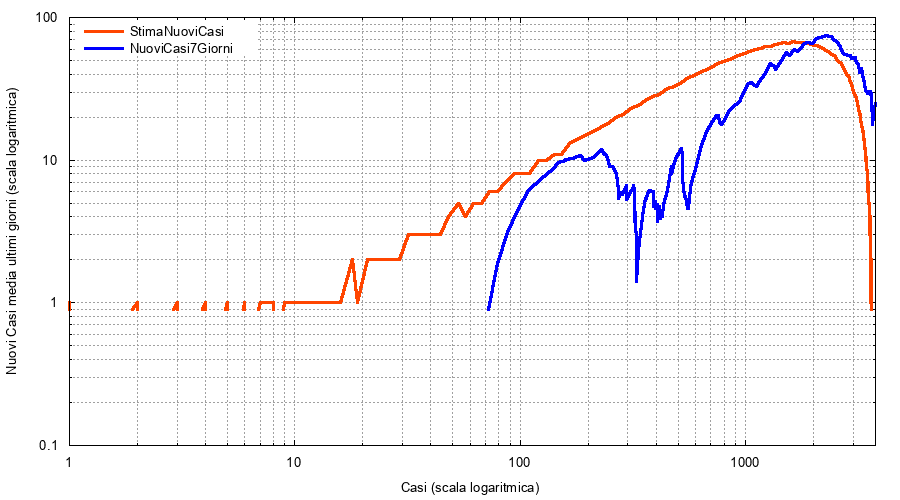 100
StimaNuoviCasi
NuoviCasi7Giorni
10
1
0.1
Nuovi Casi media ultimi giorni (scala logaritmica)
1
10
100
1000
Casi (scala logaritmica)